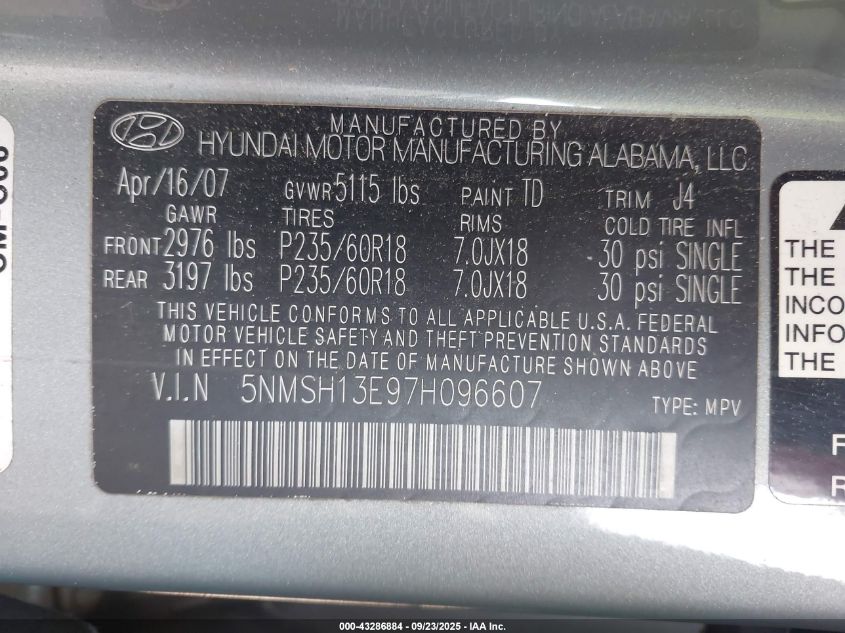 MANUFACTURED BY
HYUNDAI MOTOR MANUFACTURING ALABAMA, LLC
Apr/16/07 GVWR 5115 lbs PAINT TD TRIM J4
GAWR TIRES RIMS COLD TIRE INFL
FRONT 2976 lbs P235/60R18 7.0JX18 30 psi SINGLE
REAR 3197 lbs P235/60R18 7.0JX18 30 psi SINGLE
THIS VEHICLE CONFORMS TO ALL APPLICABLE U.S.A. FEDERAL
MOTOR VEHICLE SAFETY AND THEFT PREVENTION STANDARDS
IN EFFECT ON THE DATE OF MANUFACTURE SHOWN ABOVE.
V.I.N 5NMSH13E97H096607
TYPE: MPV
THE
THE
INCO
INFO
THE
F
R
000-43286884 - 09/23/2025 - IAA Inc.